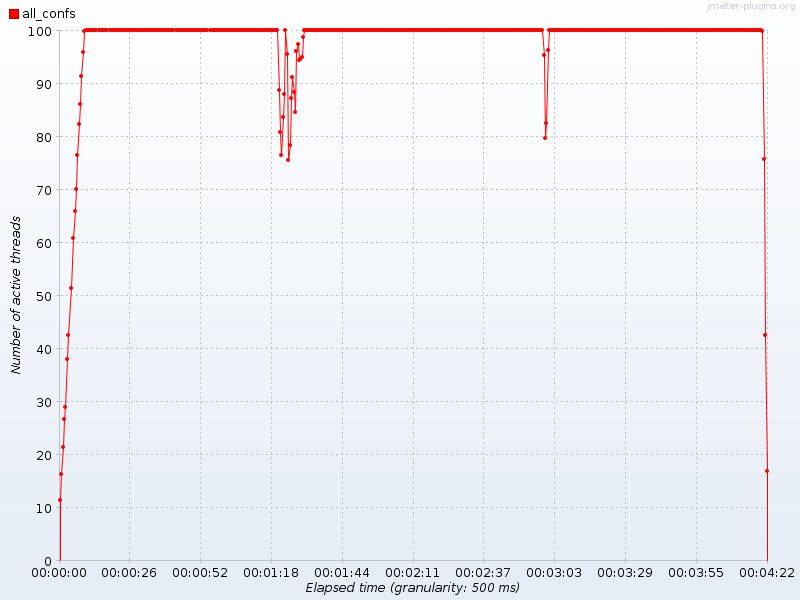 jmeter-plugins.org
all_confs
100
90
80
70
60
50
40
30
20
10
0
Number of active threads
00:00:00 00:00:26 00:00:52 00:01:18 00:01:44 00:02:11 00:02:37 00:03:03 00:03:29 00:03:55 00:04:22
Elapsed time (granularity: 500 ms)